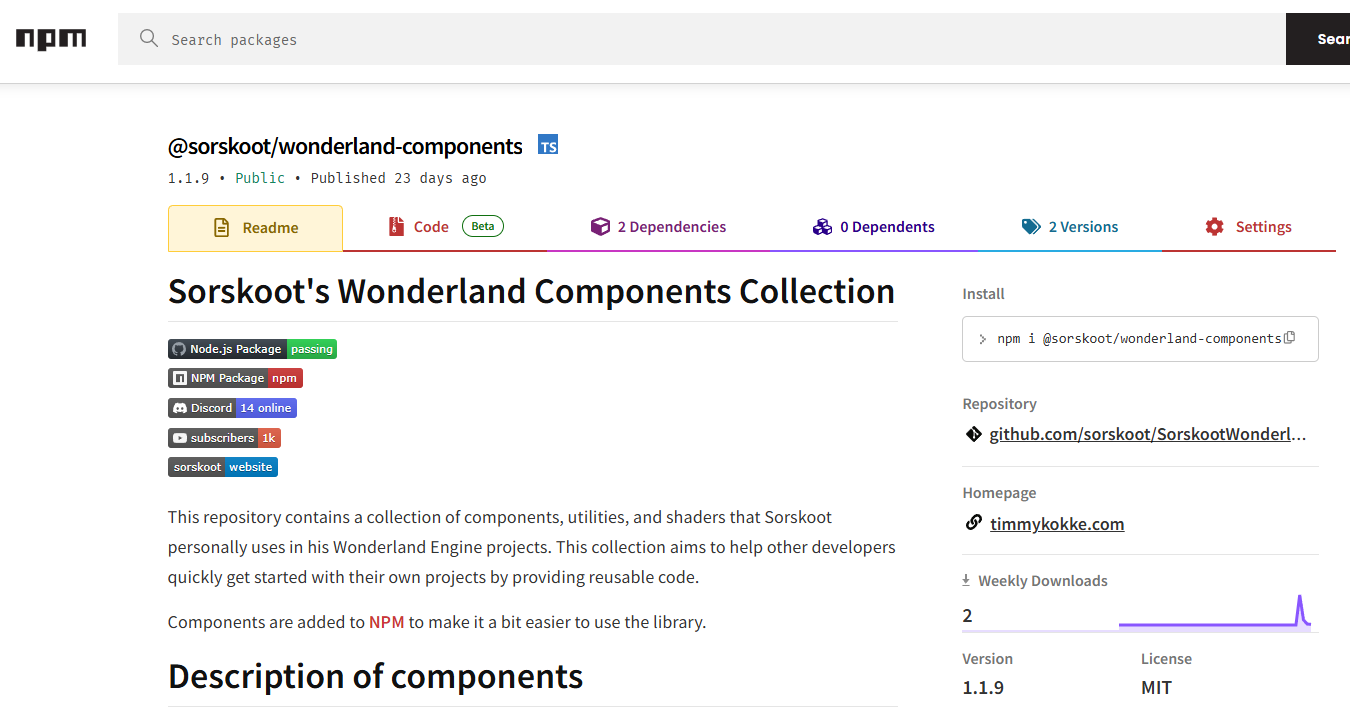 npm
Search packages
Sear
@sorskoot/wonderland-components
TS
1.1.9 • Public • Published 23 days ago
Readme
Code
Beta
2 Dependencies
0 Dependents
2 Versions
Settings
Sorskoot's Wonderland Components Collection
Node.js Package passing
NPM Package npm
Discord 14 online
subscribers 1k
sorskoot website
This repository contains a collection of components, utilities, and shaders that Sorskoot
personally uses in his Wonderland Engine projects. This collection aims to help other developers
quickly get started with their own projects by providing reusable code.
Components are added to NPM to make it a bit easier to use the library.
Description of components
Install
npm i @sorskoot/wonderland-components
Repository
github.com/sorskoot/SorskootWonderl...
Homepage
timmykokke.com
Weekly Downloads
2
Version
License
1.1.9
MIT